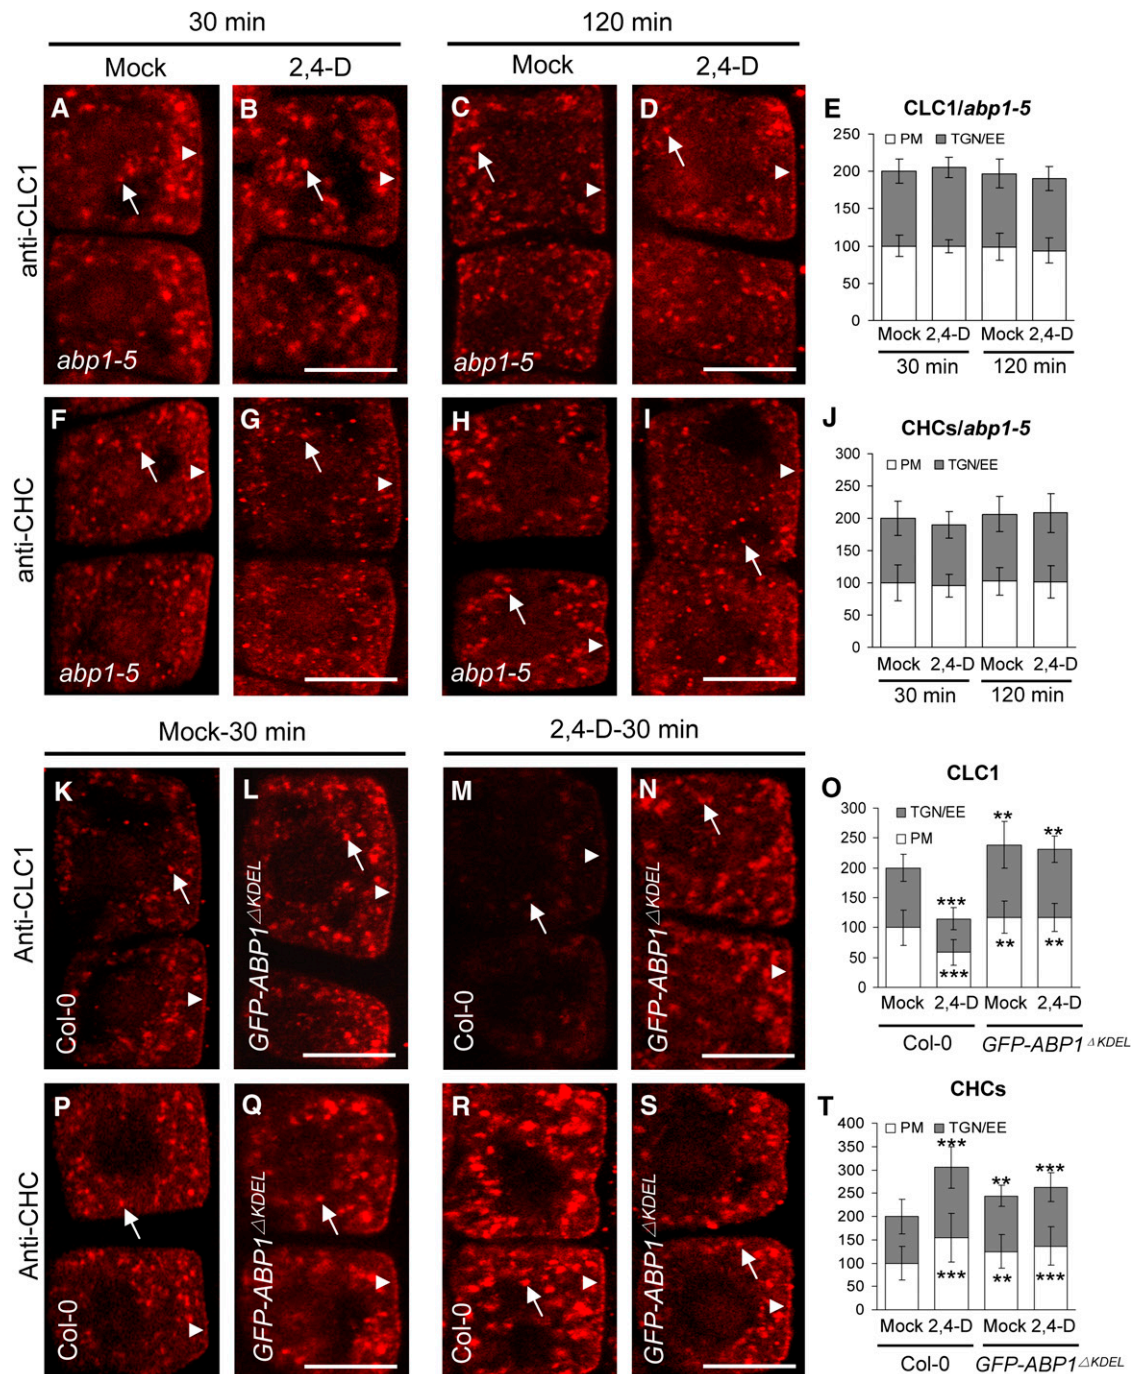 30 min
120 min
Mock
2,4-D
Mock
2,4-D
anti-CLC1
A
abp1-5
B
C
D
E
CLC1/abp1-5
PM
TGN/EE
250
200
150
100
50
0
Mock 2,4-D Mock 2,4-D
30 min 120 min
anti-CHC
F
abp1-5
G
H
I
J
CHCs/abp1-5
PM
TGN/EE
300
250
200
150
100
50
0
Mock 2,4-D Mock 2,4-D
30 min 120 min
Mock-30 min
2,4-D-30 min
Anti-CLC1
K
Col-0
L
GFP-ABP1△KDEL
M
Col-0
N
GFP-ABP1△KDEL
O
CLC1
TGN/EE
PM
300
250
200
150
100
50
0
***
***
**
**
**
**
Mock 2,4-D Mock 2,4-D
Col-0 GFP-ABP1△KDEL
Anti-CHC
P
Col-0
Q
GFP-ABP1△KDEL
R
Col-0
S
GFP-ABP1△KDEL
T
CHCs
PM
TGN/EE
400
350
300
250
200
150
100
50
0
***
***
**
**
***
***
Mock 2,4-D Mock 2,4-D
Col-0 GFP-ABP1△KDEL